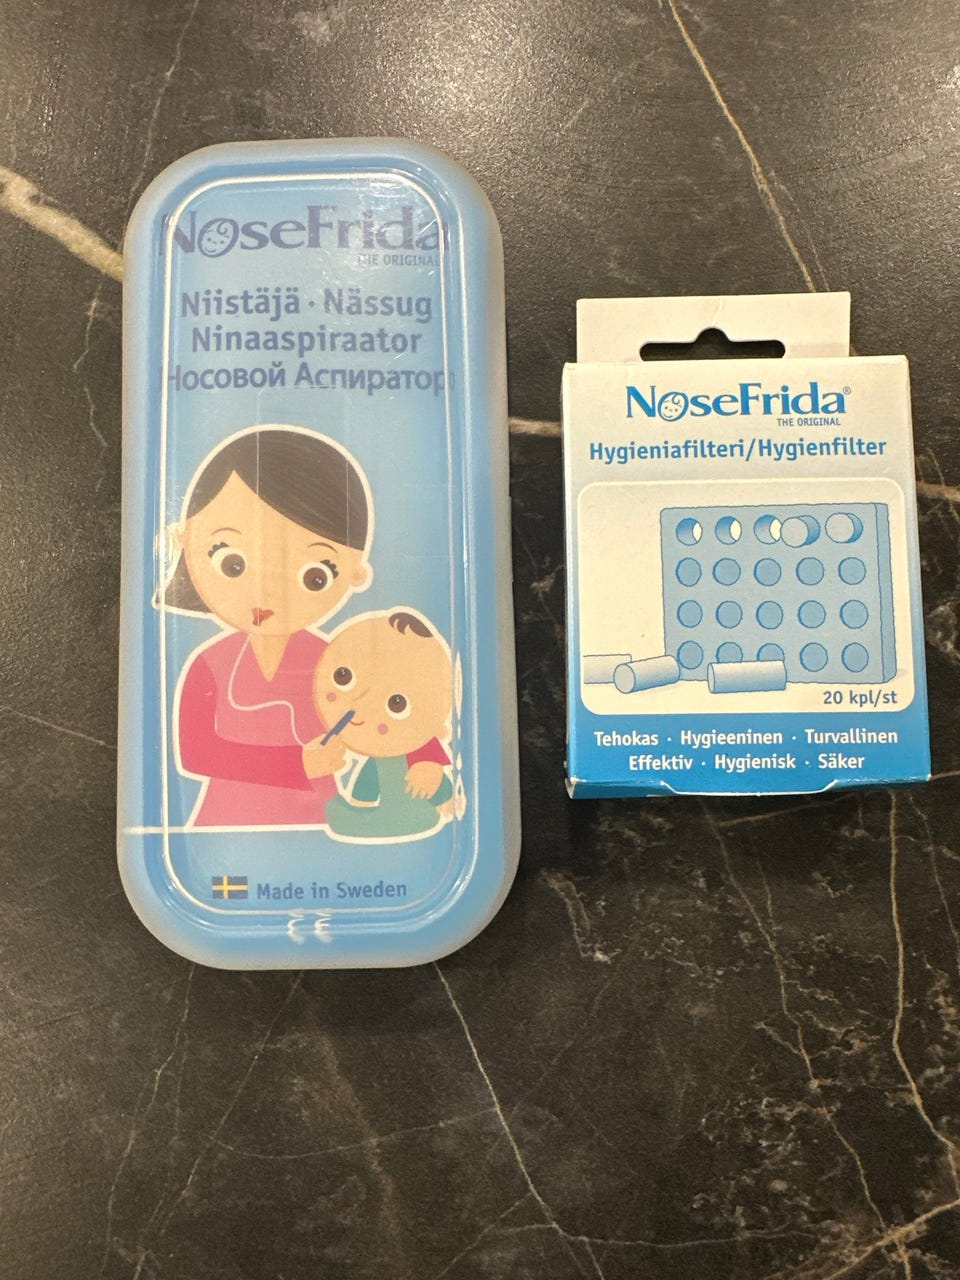 NoseFrida
THE ORIGINAL
Niistäjä · Nässug
Ninaaspiraator
Носовой Аспиратор
Made in Sweden
CE
NoseFrida®
THE ORIGINAL
Hygieniafilteri/Hygienfilter
20 kpl/st
Tehokas · Hygieeninen · Turvallinen
Effektiv · Hygienisk · Säker